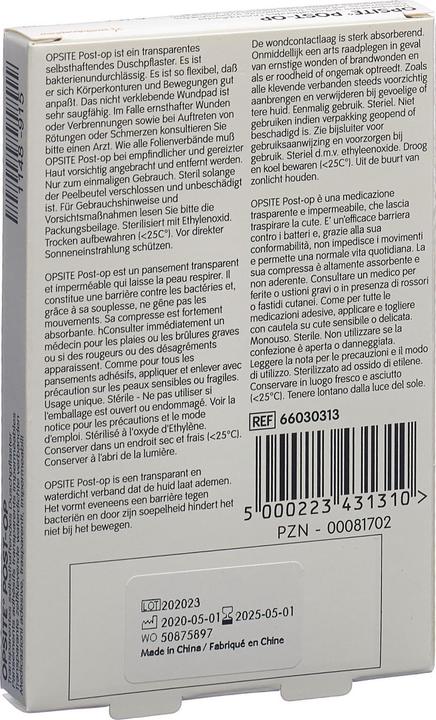 OPSITE POST-OP
OPSITE Post-op ist ein transparentes
selbsthaftendes Duschpflaster. Es ist
bakterienundurchlässig. Es ist so flexibel, daß
er sich Körperkonturen und Bewegungen gut
anpaßt. Das nicht verklebende Wundpad ist
sehr saugfähig. Im Falle ernsthafter Wunden
oder Verbrennungen sowie bei Auftreten von
Rötungen oder Schmerzen konsultieren Sie
bitte einen Arzt. Wie alle Folienverbände muß
OPSITE Post-op bei empfindlicher und gereizter
Haut vorsichtig angebracht und entfernt werden.
Nur zum einmaligen Gebrauch. Steril solange
der Peelbeutel verschlossen und unbeschädigt
ist. Für Gebrauchshinweise und
Vorsichtsmaßnahmen lesen Sie bitte die
Packungsbeilage. Sterilisiert mit Ethylenoxid.
Trocken aufbewahren (<25C°). Vor direkter
Sonneneinstrahlung schützen.
OPSITE Post-op est un pansement transparent
et imperméable qui laisse la peau respirer. Il
constitue une barrière contre les bactéries et,
grâce à sa souplesse, ne gêne pas les
mouvements. Sa compresse est fortement
absorbante. hConsulter immédiatement un
médecin pour les plaies ou les brûlures graves
ou si des rougeurs ou des désagréments
apparaissent. Comme pour tous les
pansements adhésifs, appliquer et enlever avec
précaution sur les peaux sensibles ou fragiles.
Usage unique. Stérile - Ne pas utiliser si
l'emballage est ouvert ou endommagé. Voir la
notice pour les précautions et le mode
d'emploi. Stérilisé à l'oxyde d'Ethylène.
Conserver dans un endroit sec et frais (<25C°).
Conserver à l'abri de la lumière.
OPSITE Post-op is een transparant en
waterdicht verband dat de huid laat ademen.
Het vormt eveneens een barrière tegen
bacteriën en door zijn soepelheid hindert het
niet bij het bewegen.
De wondcontactlaag is sterk absorberend.
Onmiddellijk een arts raadplegen in geval
van ernstige wonden of brandwonden en
als er roodheid of ongemak optreedt. Zoals
alle klevende verbanden steeds voorzichtig
aanbrengen en verwijderen bij gevoelige of
tere huid. Eenmalig gebruik. Steriel. Niet
gebruiken indien verpakking geopend of
beschadigd is. Zie bijsluiter voor
gebruiksaanwijzing en voorzorgen bij
gebruik. Steriel d.m.v. ethyleenoxide. Droog
en koel bewaren (<25C°). Uit de buurt van
zonlicht houden.
OPSITE Post-op è una medicazione
trasparente e impermeabile, che lascia
traspirare la cute. E' un'efficace barriera
contro i batteri e, grazie alla sua
conformabilità, non impedisce i movimenti
e permette una normale vita quotidiana. La
sua compressa è altamente assorbente e
non aderente. Consultare un medico per
ferite o ustioni gravi o in presenza di rossori
o fastidi cutanei. Come per tutte le
medicazioni adesive, applicare e togliere
con cautela su cute sensibile o delicata.
Monouso. Sterile. Non utilizzare se la
confezione è aperta o danneggiata.
Leggere la nota per le precauzioni e il modo
di utilizzo. Sterilizzato ad ossido di etilene.
Conservare in luogo fresco e asciutto
(<25C°). Tenere lontano dalla luce del sole.
REF 66030313
5 000223 431310 >
PZN - 00081702
LOT 202023
2020-05-01 2025-05-01
WO 50875897
Made in China / Fabriqué en Chine
1148-915
OPSITE POST-OP